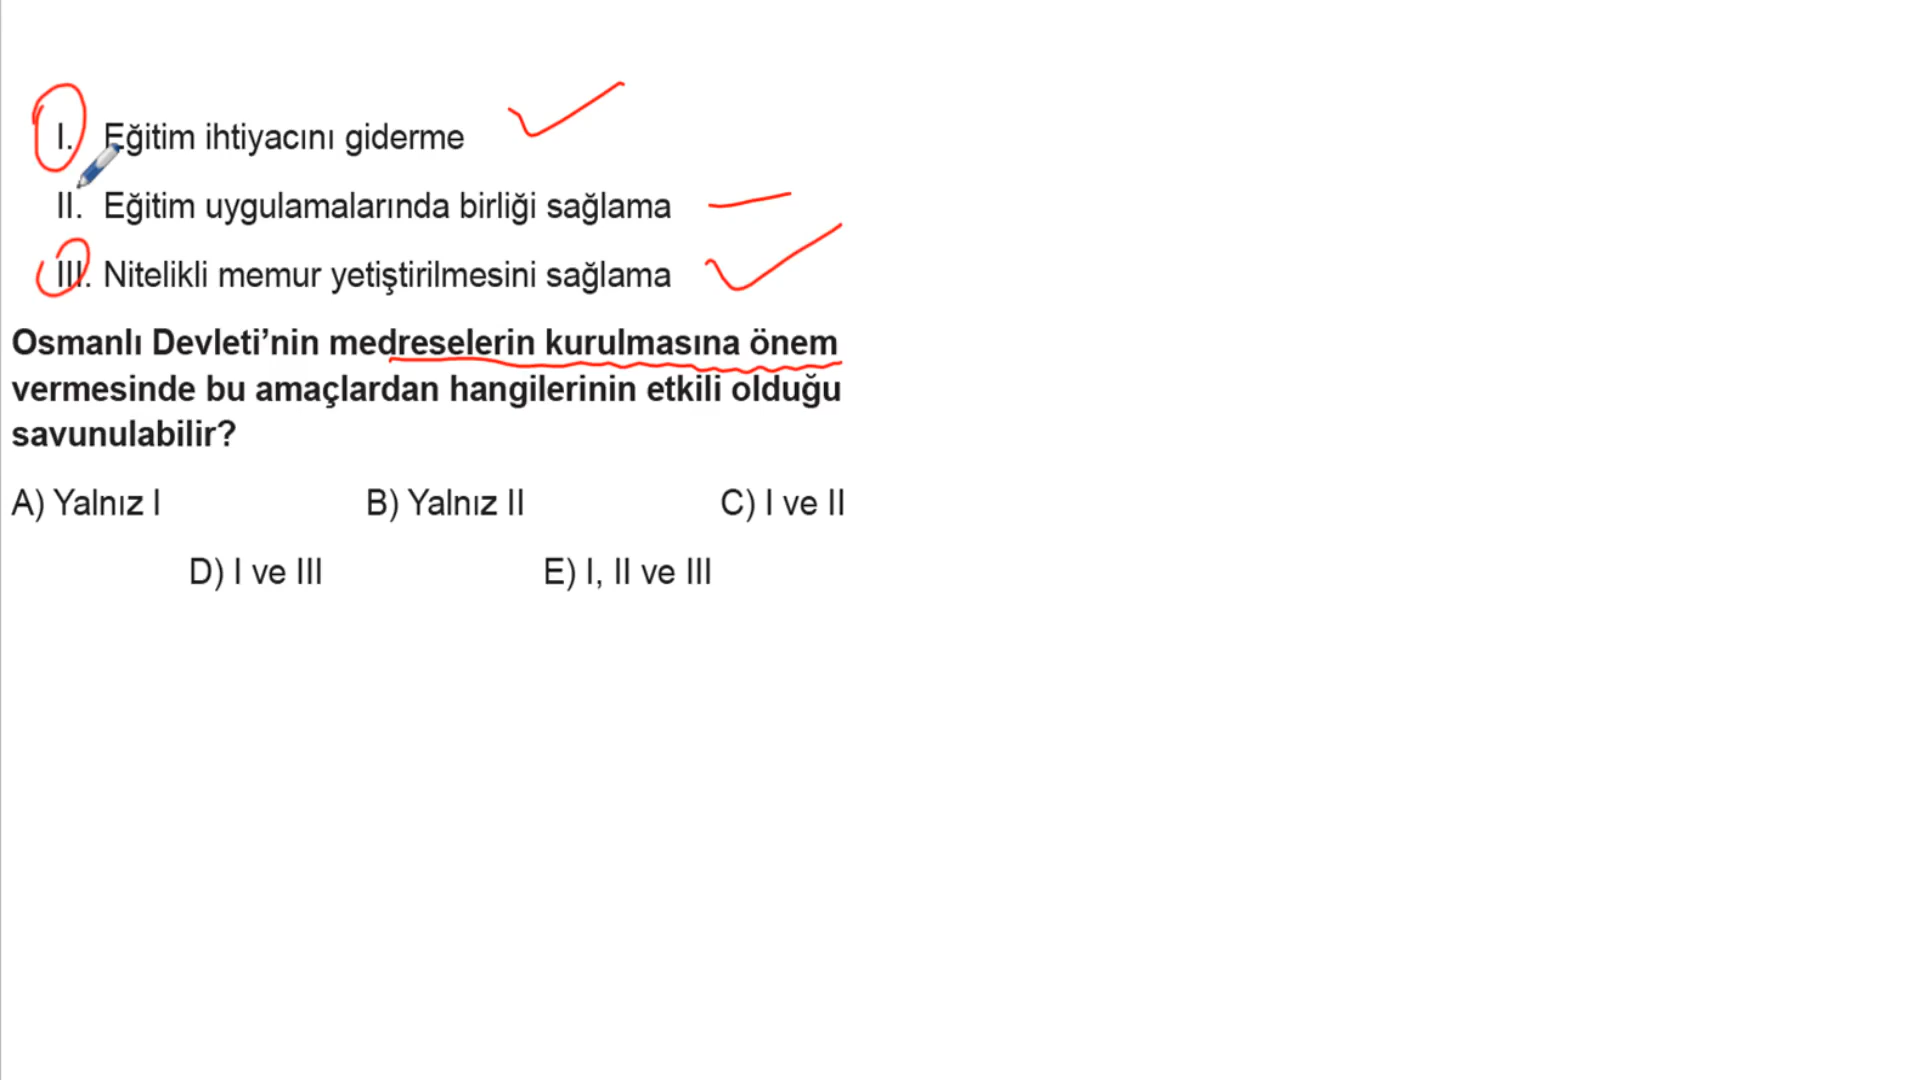 I. Eğitim ihtiyacını giderme
II. Eğitim uygulamalarında birliği sağlama
III. Nitelikli memur yetiştirilmesini sağlama
Osmanlı Devleti’nin medreselerin kurulmasına önem
vermesinde bu amaçlardan hangilerinin etkili olduğu
savunulabilir?
A) Yalnız I B) Yalnız II C) I ve II
D) I ve III E) I, II ve III